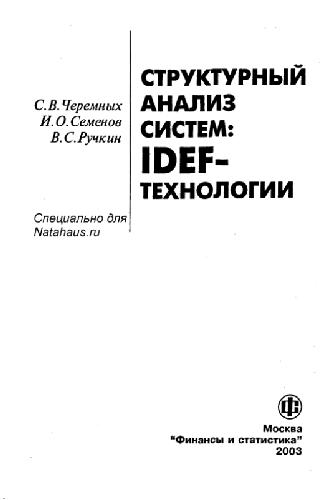 С.В.Черемных
И.О.Семенов
В.С.Ручкин
СТРУКТУРНЫЙ
АНАЛИЗ
СИСТЕМ:
IDEF-
ТЕХНОЛОГИИ
Специально для
Natahaus.ru
Москва
"Финансы и статистика"
2003